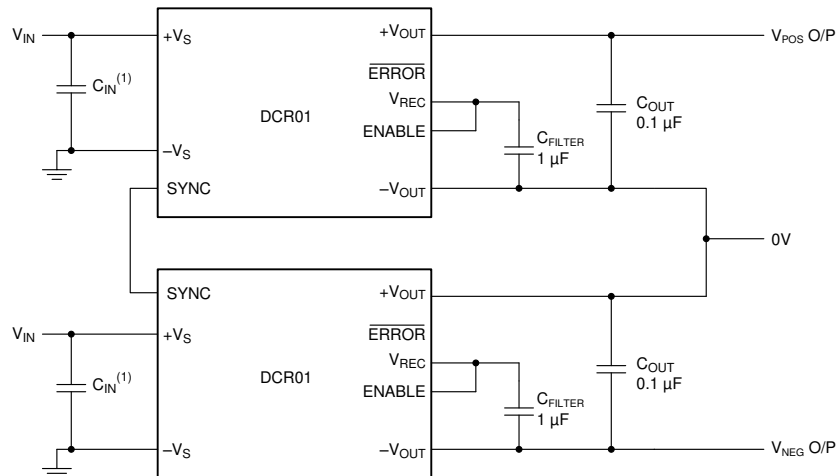 V_IN
C_IN^(1)
+V_S
–V_S
SYNC
DCR01
+V_OUT
ERROR
V_REC
ENABLE
–V_OUT
C_FILTER
1 µF
C_OUT
0.1 µF
V_POS O/P
0V
SYNC
V_IN
C_IN^(1)
+V_S
–V_S
DCR01
+V_OUT
ERROR
V_REC
ENABLE
–V_OUT
C_FILTER
1 µF
C_OUT
0.1 µF
V_NEG O/P